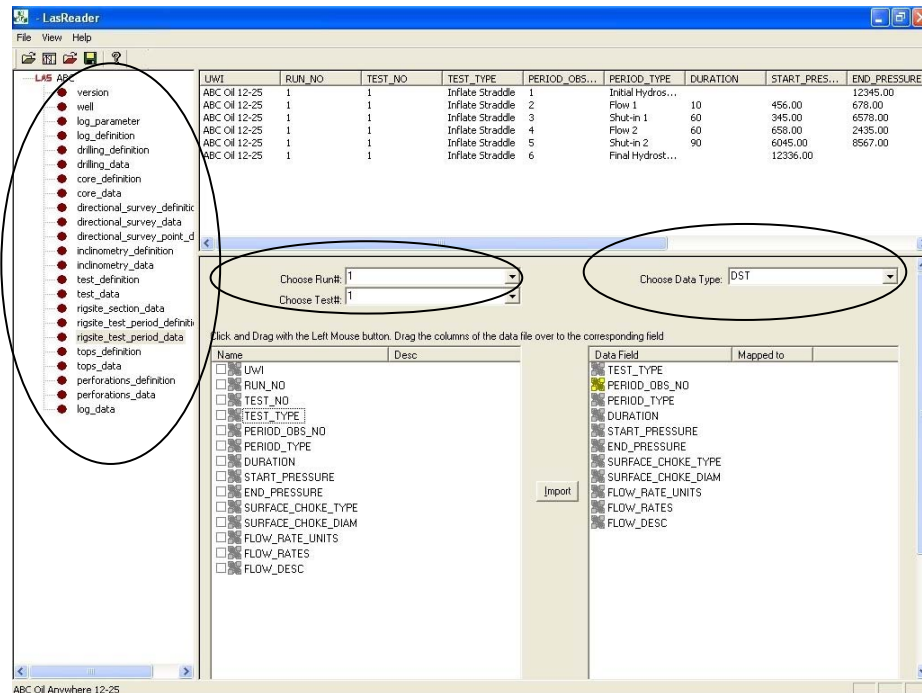 - LasReader
File View Help
LAS ABC
version
well
log_parameter
log_definition
drilling_definition
drilling_data
core_definition
core_data
directional_survey_definitic
directional_survey_data
directional_survey_point_d
inclinometry_definition
inclinometry_data
test_definition
test_data
rigsite_section_data
rigsite_test_period_definiti
rigsite_test_period_data
tops_definition
tops_data
perforations_definition
perforations_data
log_data
UWI RUN_NO TEST_NO TEST_TYPE PERIOD_OBS... PERIOD_TYPE DURATION START_PRES... END_PRESSURE
ABC Oil 12-25 1 1 Inflate Straddle 1 Initial Hydros... 12345.00
ABC Oil 12-25 1 1 Inflate Straddle 2 Flow 1 10 456.00 678.00
ABC Oil 12-25 1 1 Inflate Straddle 3 Shut-in 1 60 345.00 6578.00
ABC Oil 12-25 1 1 Inflate Straddle 4 Flow 2 60 658.00 2435.00
ABC Oil 12-25 1 1 Inflate Straddle 5 Shut-in 2 90 6045.00 8567.00
ABC Oil 12-25 1 1 Inflate Straddle 6 Final Hydrost... 12336.00
Choose Run#: 1
Choose Test#: 1
Choose Data Type: DST
Click and Drag with the Left Mouse button. Drag the columns of the data file over to the corresponding field
Name Desc
UWI
RUN_NO
TEST_NO
TEST_TYPE
PERIOD_OBS_NO
PERIOD_TYPE
DURATION
START_PRESSURE
END_PRESSURE
SURFACE_CHOKE_TYPE
SURFACE_CHOKE_DIAM
FLOW_RATE_UNITS
FLOW_RATES
FLOW_DESC
Import
Data Field Mapped to
TEST_TYPE
PERIOD_OBS_NO
PERIOD_TYPE
DURATION
START_PRESSURE
END_PRESSURE
SURFACE_CHOKE_TYPE
SURFACE_CHOKE_DIAM
FLOW_RATE_UNITS
FLOW_RATES
FLOW_DESC
ABC Oil Anywhere 12-25